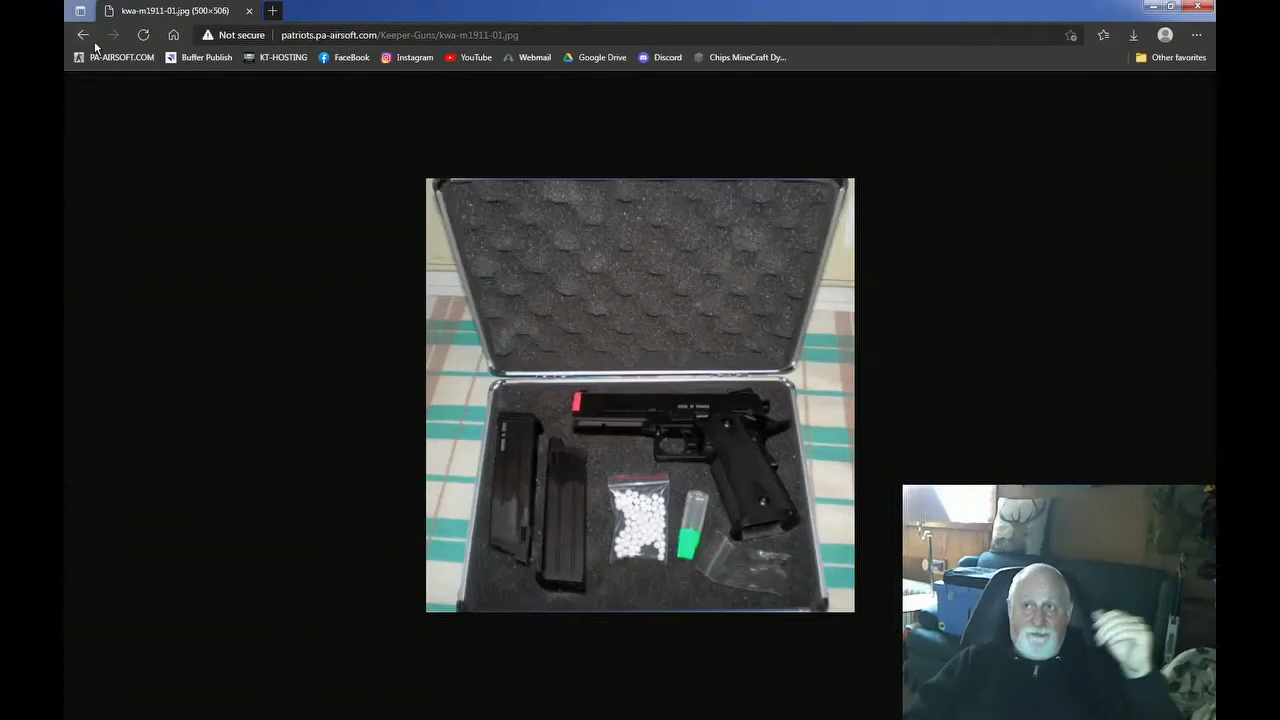 kwa-m1911-01.jpg (500×506)
Not secure
patriots.pa-airsoft.com/Keeper-Guns/kwa-m1911-01.jpg
PA-AIRSOFT.COM
Buffer Publish
KT-HOSTING
FaceBook
Instagram
YouTube
Webmail
Google Drive
Discord
Chips MineCraft Dy...
Other favorites